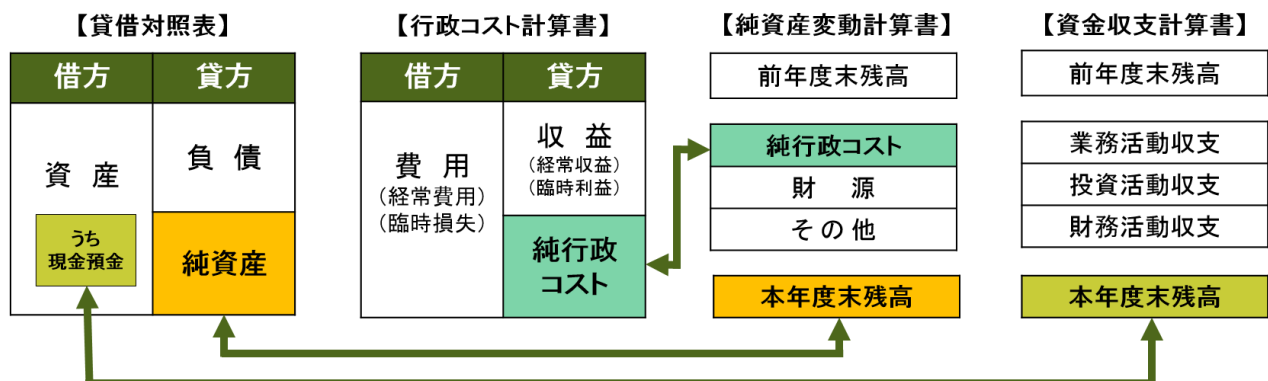 【貸借対照表】
借方
貸方
資 産
うち
現金預金
負 債
純資産
【行政コスト計算書】
借方
貸方
費 用
(経常費用)
(臨時損失)
収 益
(経常収益)
(臨時利益)
純行政
コスト
【純資産変動計算書】
前年度末残高
純行政コスト
財 源
その他
本年度末残高
【資金収支計算書】
前年度末残高
業務活動収支
投資活動収支
財務活動収支
本年度末残高